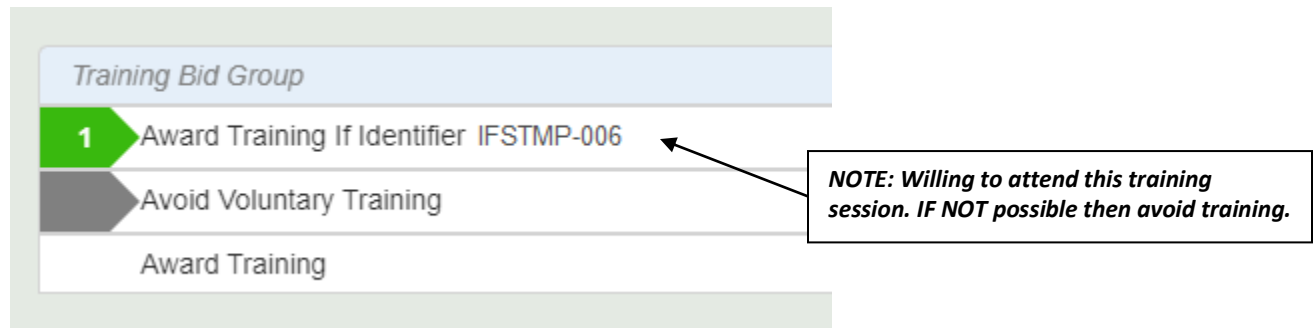 Training Bid Group
1 Award Training If Identifier IFSTMP-006
NOTE: Willing to attend this training
session. IF NOT possible then avoid training.
Avoid Voluntary Training
Award Training